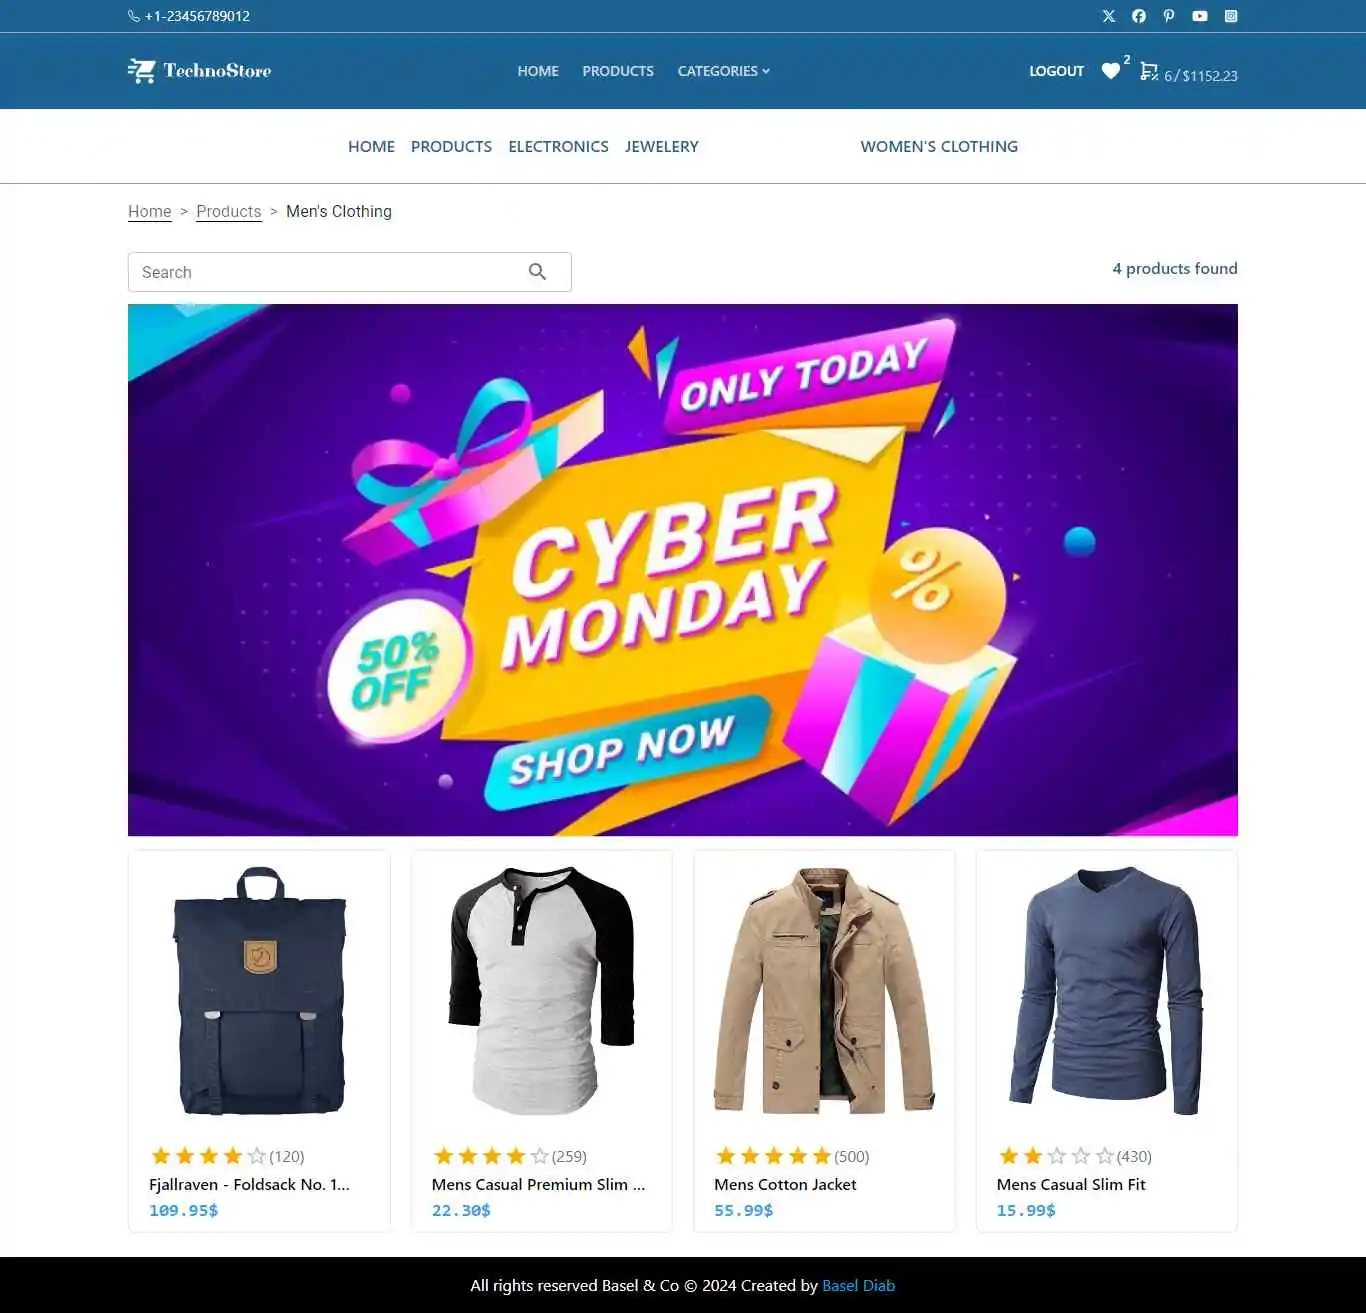 +1-23456789012
TechnoStore
HOME PRODUCTS CATEGORIES
LOGOUT 2 6 / $1152.23
HOME PRODUCTS ELECTRONICS JEWELERY WOMEN'S CLOTHING
Home > Products > Men's Clothing
Search
4 products found
ONLY TODAY
CYBER
MONDAY
%
50%
OFF
SHOP NOW
(120)
Fjallraven - Foldsack No. 1...
109.95$
(259)
Mens Casual Premium Slim ...
22.30$
(500)
Mens Cotton Jacket
55.99$
(430)
Mens Casual Slim Fit
15.99$
All rights reserved Basel & Co © 2024 Created by Basel Diab